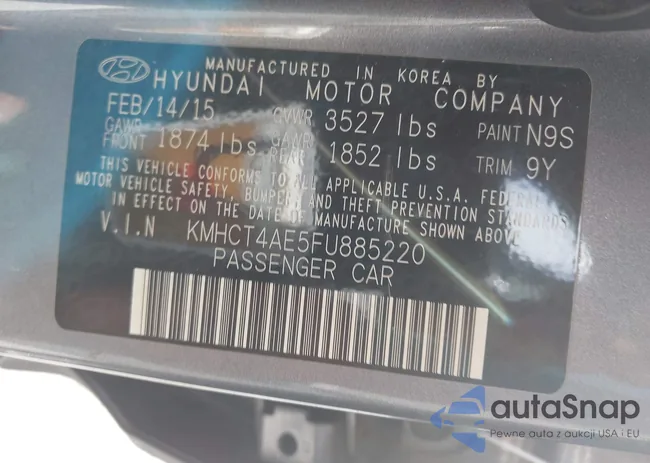 MANUFACTURED IN KOREA BY
HYUNDAI MOTOR COMPANY
FEB/14/15 GVWR 3527 lbs PAINT N9S
GAWR FRONT 1874 lbs GAWR REAR 1852 lbs TRIM 9Y
THIS VEHICLE CONFORMS TO ALL APPLICABLE U.S.A. FEDERAL
MOTOR VEHICLE SAFETY, BUMPER, AND THEFT PREVENTION STANDARDS
IN EFFECT ON THE DATE OF MANUFACTURE SHOWN ABOVE
V.I.N KMHCT4AE5FU885220
PASSENGER CAR
autaSnap
Pewne auta z aukcji USA i EU